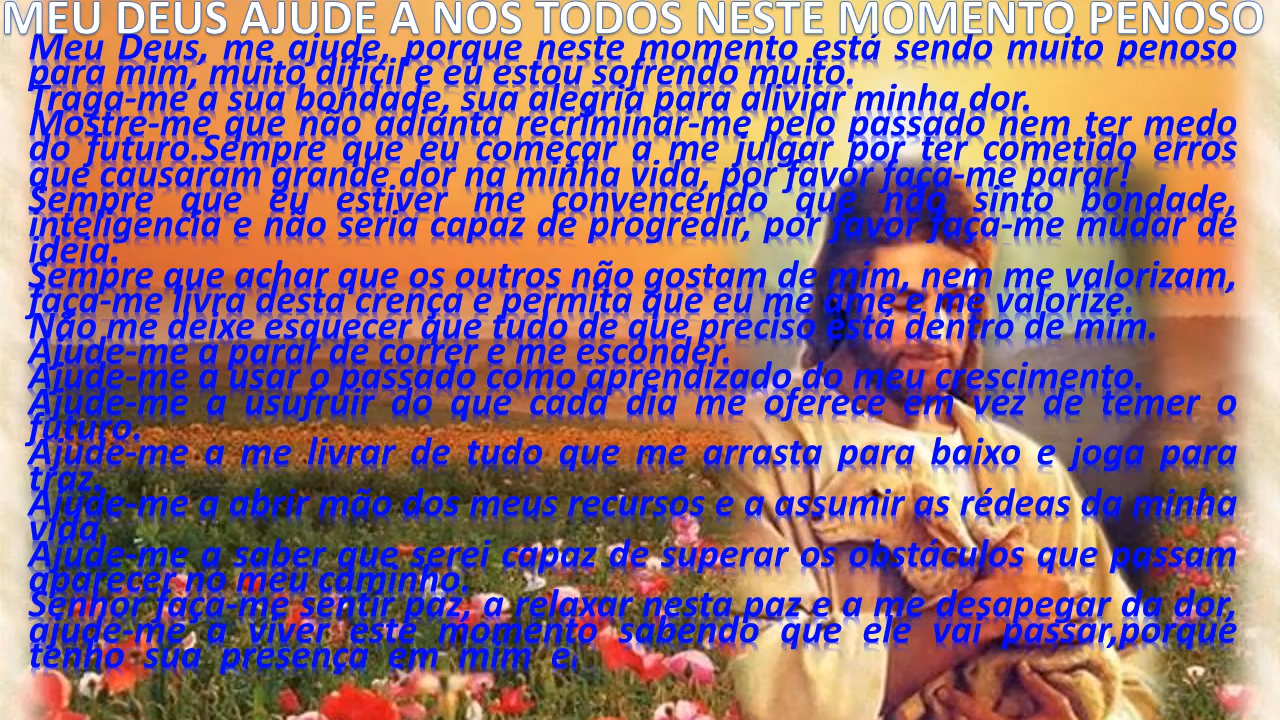 MEU DEUS AJUDE A NOS TODOS NESTE MOMENTO PENOSO
Meu Deus, me ajude, porque neste momento está sendo muito penoso
para mim, muito difícil e eu estou sofrendo muito.
Traga-me a sua bondade, sua alegria para aliviar minha dor.
Mostre-me que não adianta recriminar-me pelo passado nem ter medo
do futuro.Sempre que eu começar a me julgar por ter cometido erros
que causaram grande dor na minha vida, por favor faça-me parar!
Sempre que eu estiver me convencendo que não sinto bondade,
inteligência e não seria capaz de progredir, por favor faça-me mudar de
ideia.
Sempre que achar que os outros não gostam de mim, nem me valorizam,
faça-me livra desta crença e permita que eu me ame e me valorize.
Não me deixe esquecer que tudo de que preciso está dentro de mim.
Ajude-me a parar de correr e me esconder.
Ajude-me a usar o passado como aprendizado do meu crescimento.
Ajude-me a usufruir do que cada dia me oferece em vez de temer o
futuro.
Ajude-me a me livrar de tudo que me arrasta para baixo e joga para
traz.
Ajude-me a abrir mão dos meus recursos e a assumir as rédeas da minha
vida,
Ajude-me a saber que serei capaz de superar os obstáculos que passam
aparecer no meu caminho.
Senhor faça-me sentir paz, a relaxar nesta paz e a me desapegar da dor,
ajude-me a viver este momento sabendo que ele vai passar,porque
tenho sua presença em mim e